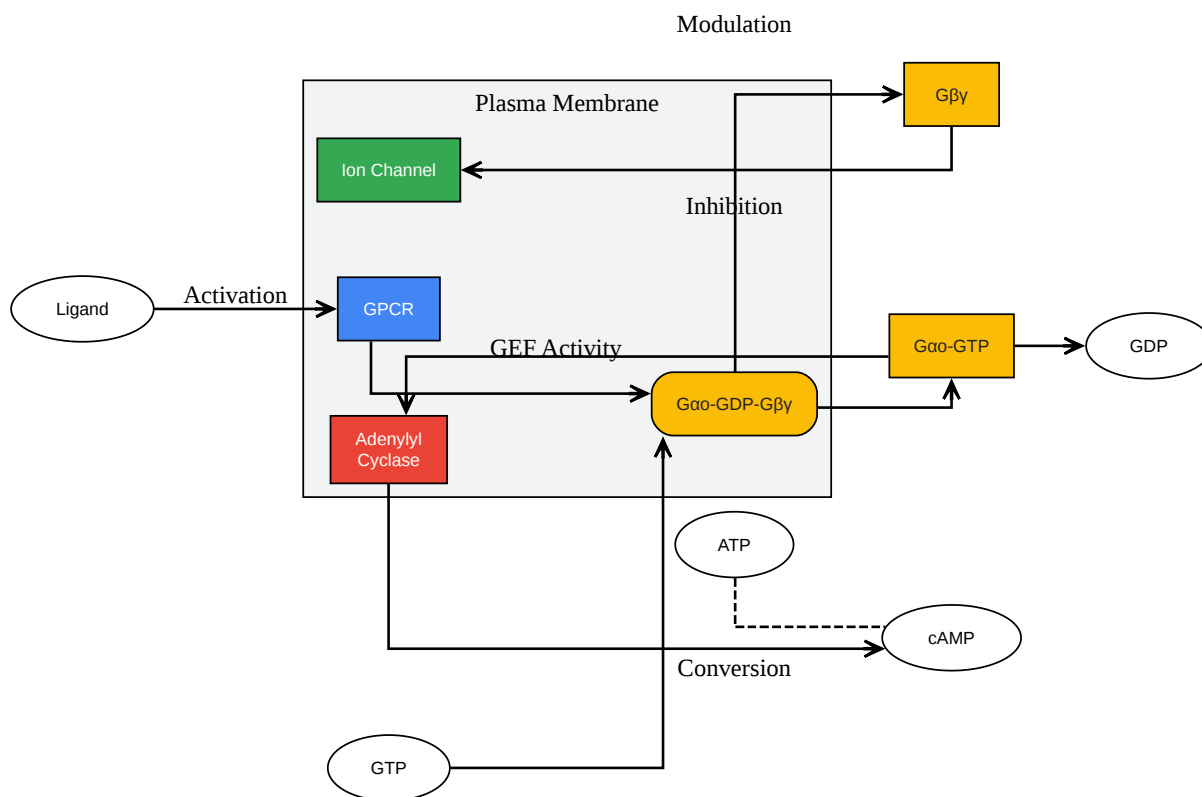 Modulation
Gβγ
Plasma Membrane
Ion Channel
Inhibition
Ligand
Activation
GPCR
GEF Activity
Gαo-GTP
GDP
Gαo-GDP-Gβγ
Adenylyl
Cyclase
ATP
cAMP
Conversion
GTP